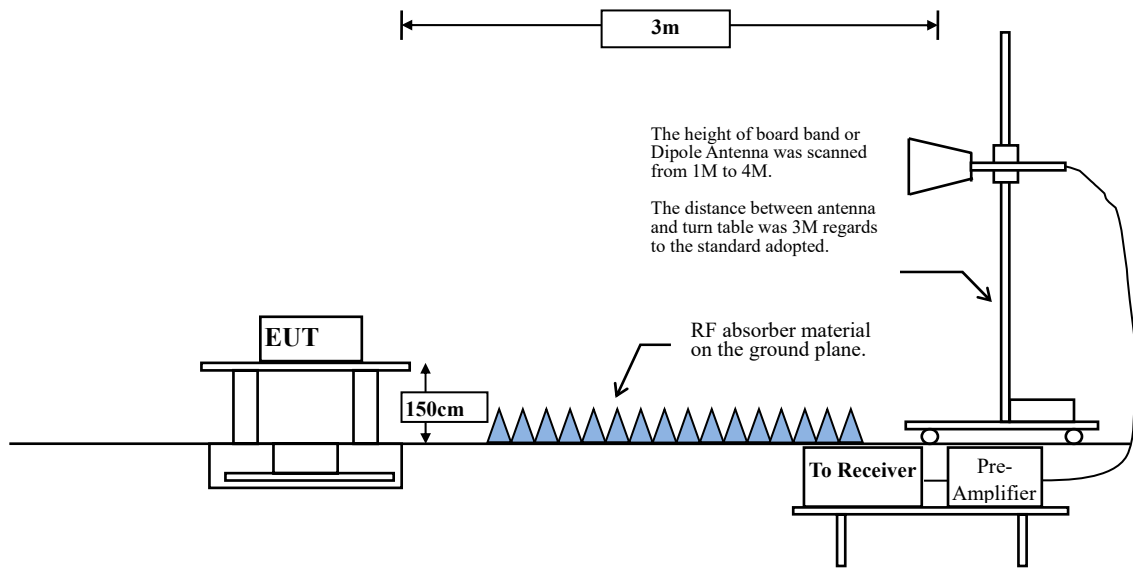 3m
The height of board band or
Dipole Antenna was scanned
from 1M to 4M.
The distance between antenna
and turn table was 3M regards
to the standard adopted.
EUT
RF absorber material
on the ground plane.
150cm
To Receiver
Pre-
Amplifier